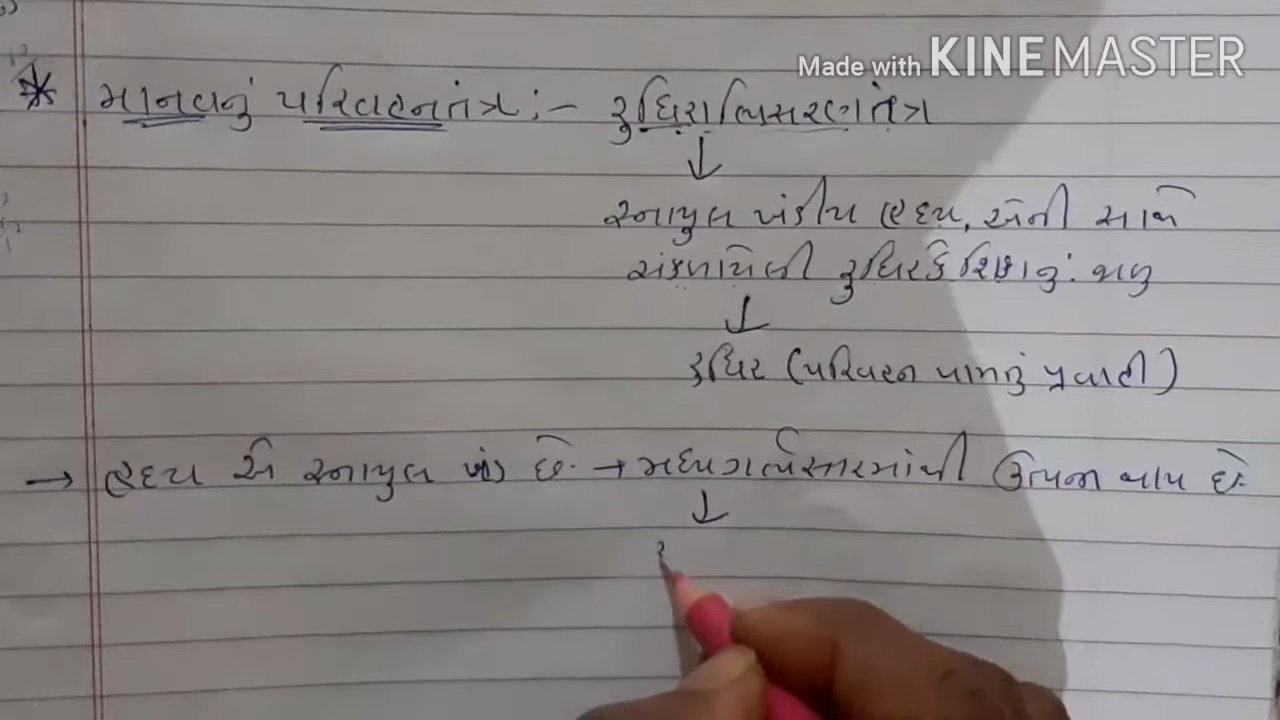 Made with KINEMASTER
* માનવનું પરિવહનતંત્ર :- રુધિરાભિસરણતંત્ર
↓
સ્નાયુલ ખંડીય હૃદય, એની સાથે
સંકળાયેલી રુધિરકેશિકાનું જાળું
↓
રુધિર (પરિવહન પામતું પ્રવાહી)
→ હૃદય એ સ્નાયુલ અંગ છે. → મધ્યગર્ભસ્તરમાંથી ઉત્પન્ન થાય છે
↓